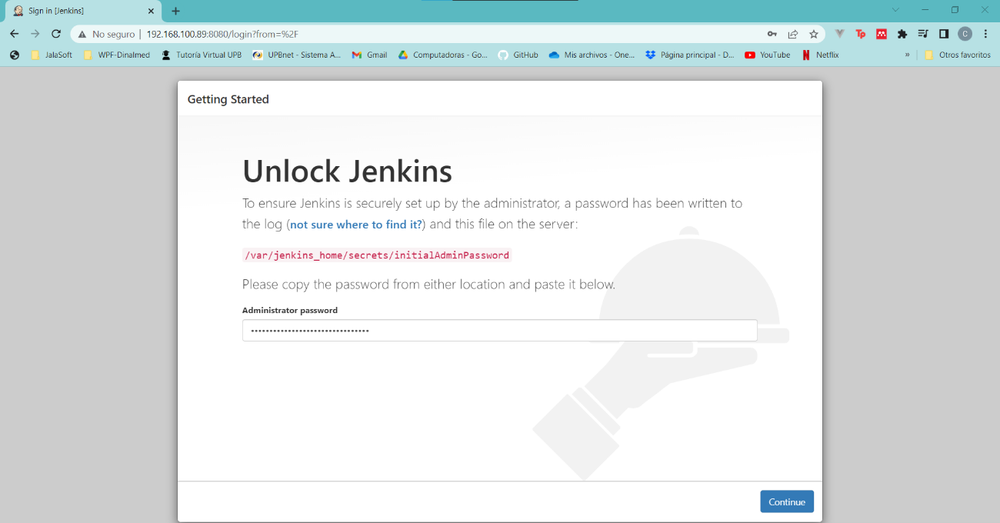 Sign in [Jenkins]
No seguro | 192.168.100.89:8080/login?from=%2F
Tp
C
JalaSoft
WPF-Dinalmed
Tutoría Virtual UPB
UPBnet - Sistema A...
Gmail
Computadoras - Go...
GitHub
Mis archivos - One...
Página principal - D...
YouTube
Netflix
»
Otros favoritos
Getting Started
Unlock Jenkins
To ensure Jenkins is securely set up by the administrator, a password has been written to
the log (not sure where to find it?) and this file on the server:
/var/jenkins_home/secrets/initialAdminPassword
Please copy the password from either location and paste it below.
Administrator password
Continue